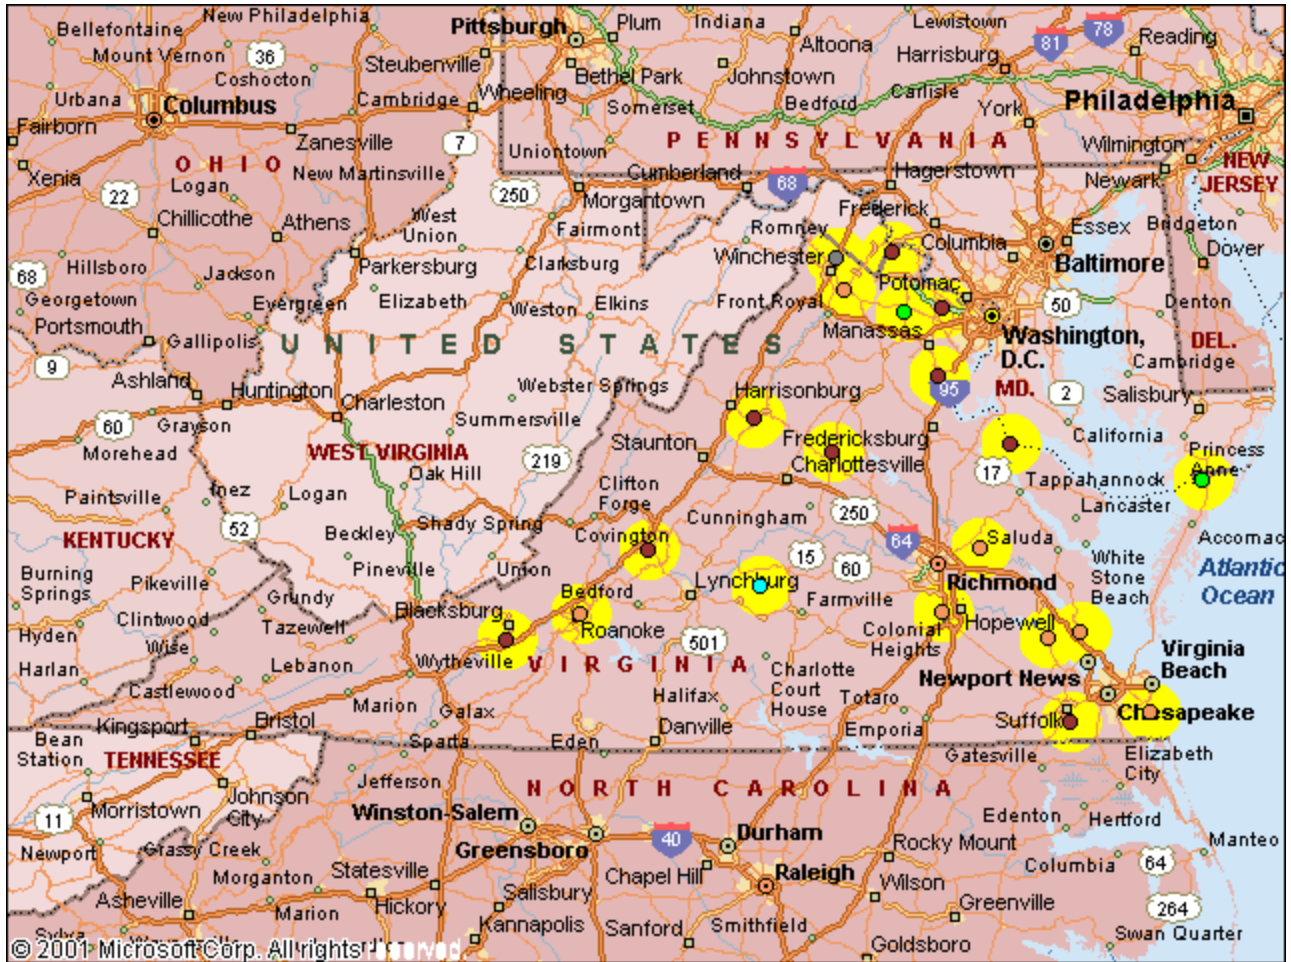 New Philadelphia
Pittsburgh
Plum
Indiana
Lewistown
78
Bellefontaine
81
Reading
Mount Vernon
36
Steubenville
Altoona
Harrisburg
Coshocton
Bethel Park
Johnstown
Urbana
Columbus
Cambridge
Wheeling
Somerset
Bedford
Carlisle
York
Philadelphia
Fairborn
Zanesville
7
Uniontown
PENNSYLVANIA
Wilmington
OHIO
Xenia
Logan
New Martinsville
Cumberland
68
Hagerstown
Newark
NEW
JERSEY
22
250
Morgantown
Chillicothe
Athens
West
Union
Fairmont
Romney
Frederick
Essex
Bridgeton
Columbia
Dover
68
Hillsboro
Jackson
Parkersburg
Clarksburg
Winchester
Baltimore
Georgetown
Evergreen
Elizabeth
Weston
Elkins
Front Royal
Potomac
50
Denton
Portsmouth
Gallipolis
UNITED STATES
Manassas
Washington,
D.C.
DEL.
9
Cambridge
Ashland
Huntington
Webster Springs
Harrisonburg
95
MD.
2
Salisbury
Charleston
60
Grayson
Summersville
Staunton
Fredericksburg
California
Morehead
WEST VIRGINIA
219
Charlottesville
17
Princess
Anne
Oak Hill
Tappahannock
Paintsville
Inez
Logan
Clifton
Forge
Lancaster
52
Beckley
Shady Spring
Cunningham
250
KENTUCKY
Covington
64
Saluda
Accomac
Pineville
Union
15
60
White
Stone
Beach
Atlantic
Ocean
Burning
Springs
Pikeville
Lynchburg
Richmond
Grundy
Bedford
Farmville
Clintwood
Blacksburg
Hyden
Tazewell
Roanoke
501
Colonial
Heights
Hopewell
Wise
Harlan
Lebanon
Wytheville
VIRGINIA
Virginia
Beach
Castlewood
Charlotte
Court
House
Newport News
Marion
Halifax
Totaro
Kingsport
Bristol
Galax
Danville
Emporia
Suffolk
Chesapeake
Bean
Station
TENNESSEE
Sparta
Eden
Gatesville
Elizabeth
City
Jefferson
NORTH CAROLINA
Morristown
Johnson
City
Winston-Salem
Edenton
Hertford
11
Greensboro
40
Durham
Newport
Grassy Creek
Rocky Mount
Manteo
Morganton
Statesville
Chapel Hill
Raleigh
Columbia
64
Asheville
Salisbury
Wilson
Marion
Hickory
Greenville
264
Kannapolis
Sanford
Smithfield
Swan Quarter
Goldsboro
© 2001 Microsoft Corp. All rights reserved.